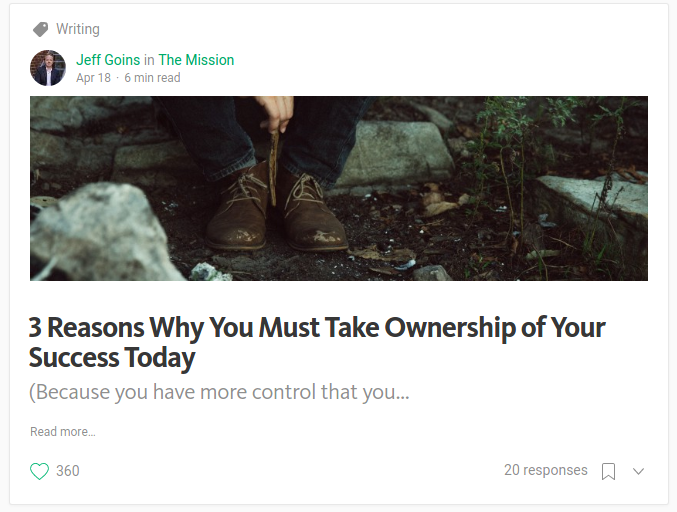 Writing
Jeff Goins in The Mission
Apr 18 · 6 min read
3 Reasons Why You Must Take Ownership of Your
Success Today
(Because you have more control that you...
Read more...
360
20 responses